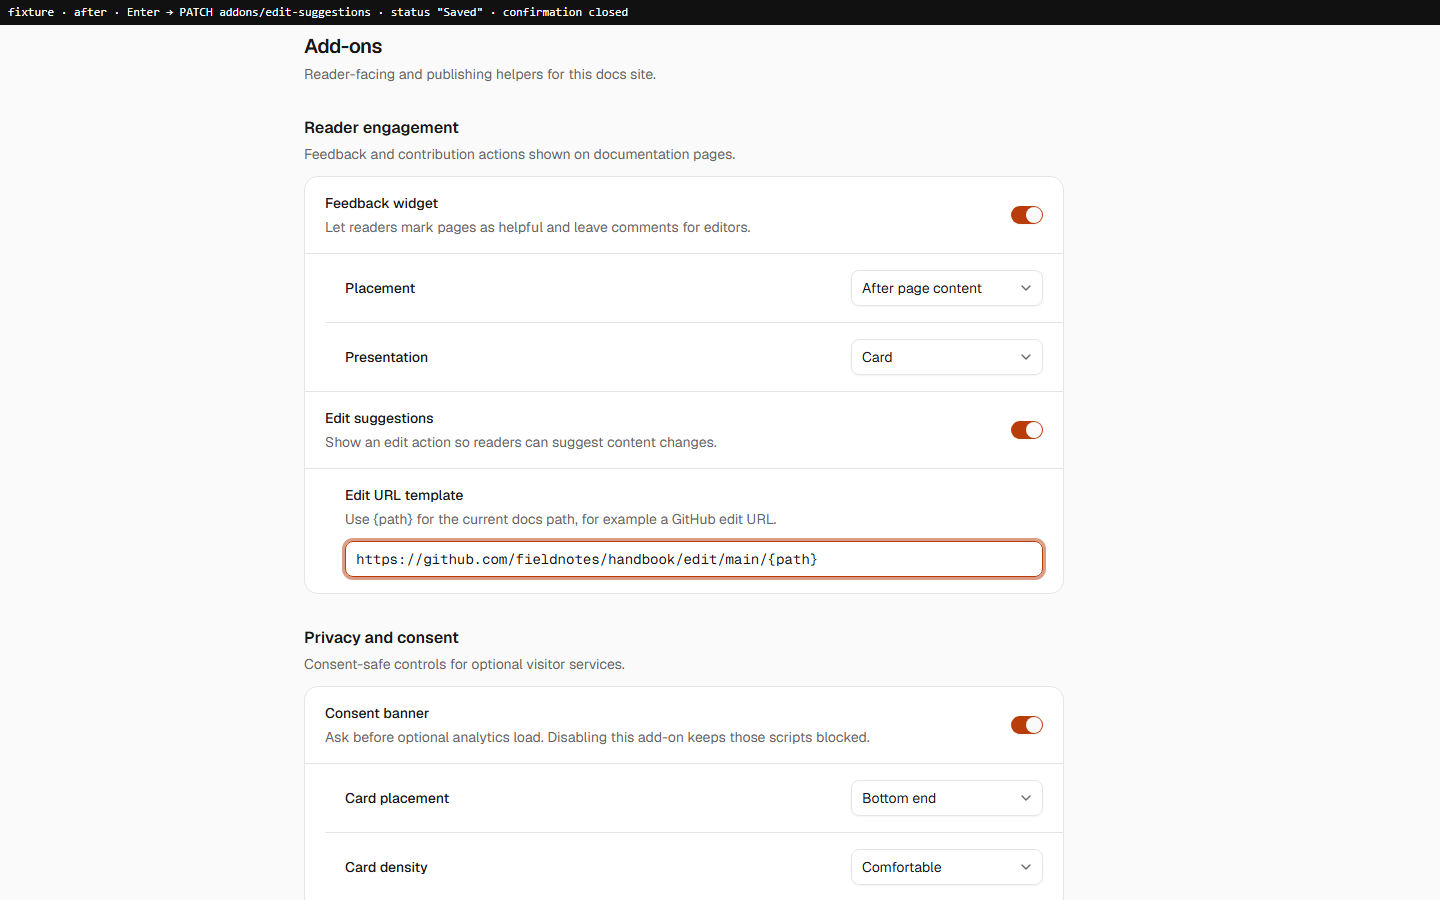 fixture · after · Enter → PATCH addons/edit-suggestions · status "Saved" · confirmation closed
Add-ons
Reader-facing and publishing helpers for this docs site.
Reader engagement
Feedback and contribution actions shown on documentation pages.
Feedback widget
Let readers mark pages as helpful and leave comments for editors.
Placement
After page content
Presentation
Card
Edit suggestions
Show an edit action so readers can suggest content changes.
Edit URL template
Use {path} for the current docs path, for example a GitHub edit URL.
https://github.com/fieldnotes/handbook/edit/main/{path}
Privacy and consent
Consent-safe controls for optional visitor services.
Consent banner
Ask before optional analytics load. Disabling this add-on keeps those scripts blocked.
Card placement
Bottom end
Card density
Comfortable